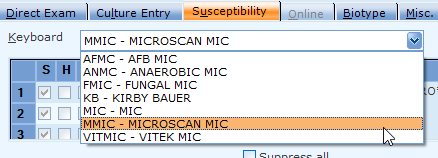 Direct Exam Culture Entry Susceptibility Online Biotype Misc.
Keyboard MMIC - MICROSCAN MIC
AFMC - AFB MIC
S H ANMC - ANAEROBIC MIC
FMIC - FUNGAL MIC
1 KB - KIRBY BAUER
2 MIC - MIC
MMIC - MICROSCAN MIC
3 VITMIC - VITEK MIC
Suppress all